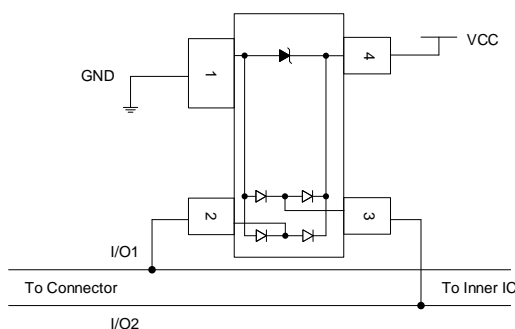 VCC
GND
1
4
2
3
I/O1
To Connector
To Inner IC
I/O2